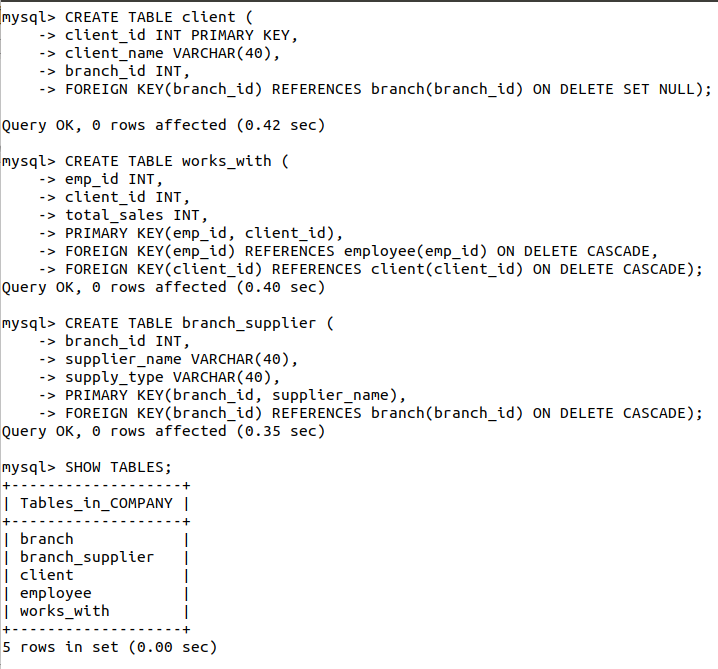 mysql> CREATE TABLE client (
    -> client_id INT PRIMARY KEY,
    -> client_name VARCHAR(40),
    -> branch_id INT,
    -> FOREIGN KEY(branch_id) REFERENCES branch(branch_id) ON DELETE SET NULL);
Query OK, 0 rows affected (0.42 sec)
mysql> CREATE TABLE works_with (
    -> emp_id INT,
    -> client_id INT,
    -> total_sales INT,
    -> PRIMARY KEY(emp_id, client_id),
    -> FOREIGN KEY(emp_id) REFERENCES employee(emp_id) ON DELETE CASCADE,
    -> FOREIGN KEY(client_id) REFERENCES client(client_id) ON DELETE CASCADE);
Query OK, 0 rows affected (0.40 sec)
mysql> CREATE TABLE branch_supplier (
    -> branch_id INT,
    -> supplier_name VARCHAR(40),
    -> supply_type VARCHAR(40),
    -> PRIMARY KEY(branch_id, supplier_name),
    -> FOREIGN KEY(branch_id) REFERENCES branch(branch_id) ON DELETE CASCADE);
Query OK, 0 rows affected (0.35 sec)
mysql> SHOW TABLES;
+-------------------+
| Tables_in_COMPANY |
+-------------------+
| branch            |
| branch_supplier   |
| client            |
| employee          |
| works_with        |
+-------------------+
5 rows in set (0.00 sec)